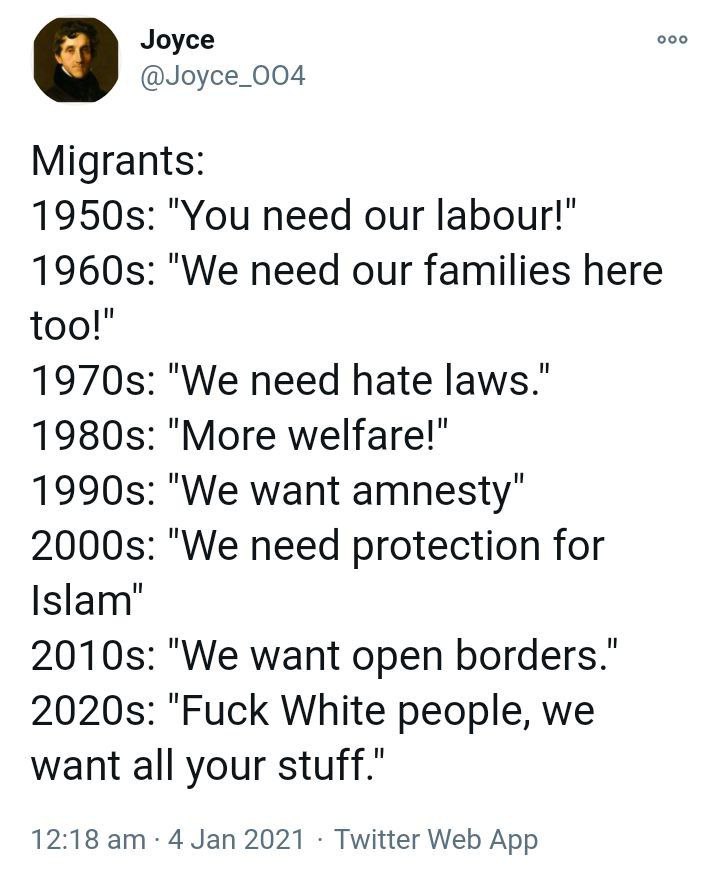 Joyce
@Joyce_OO4
Migrants:
1950s: "You need our labour!"
1960s: "We need our families here
too!"
1970s: "We need hate laws."
1980s: "More welfare!"
1990s: "We want amnesty"
2000s: "We need protection for
Islam"
2010s: "We want open borders."
2020s: "Fuck White people, we
want all your stuff."
12:18 am · 4 Jan 2021 · Twitter Web App